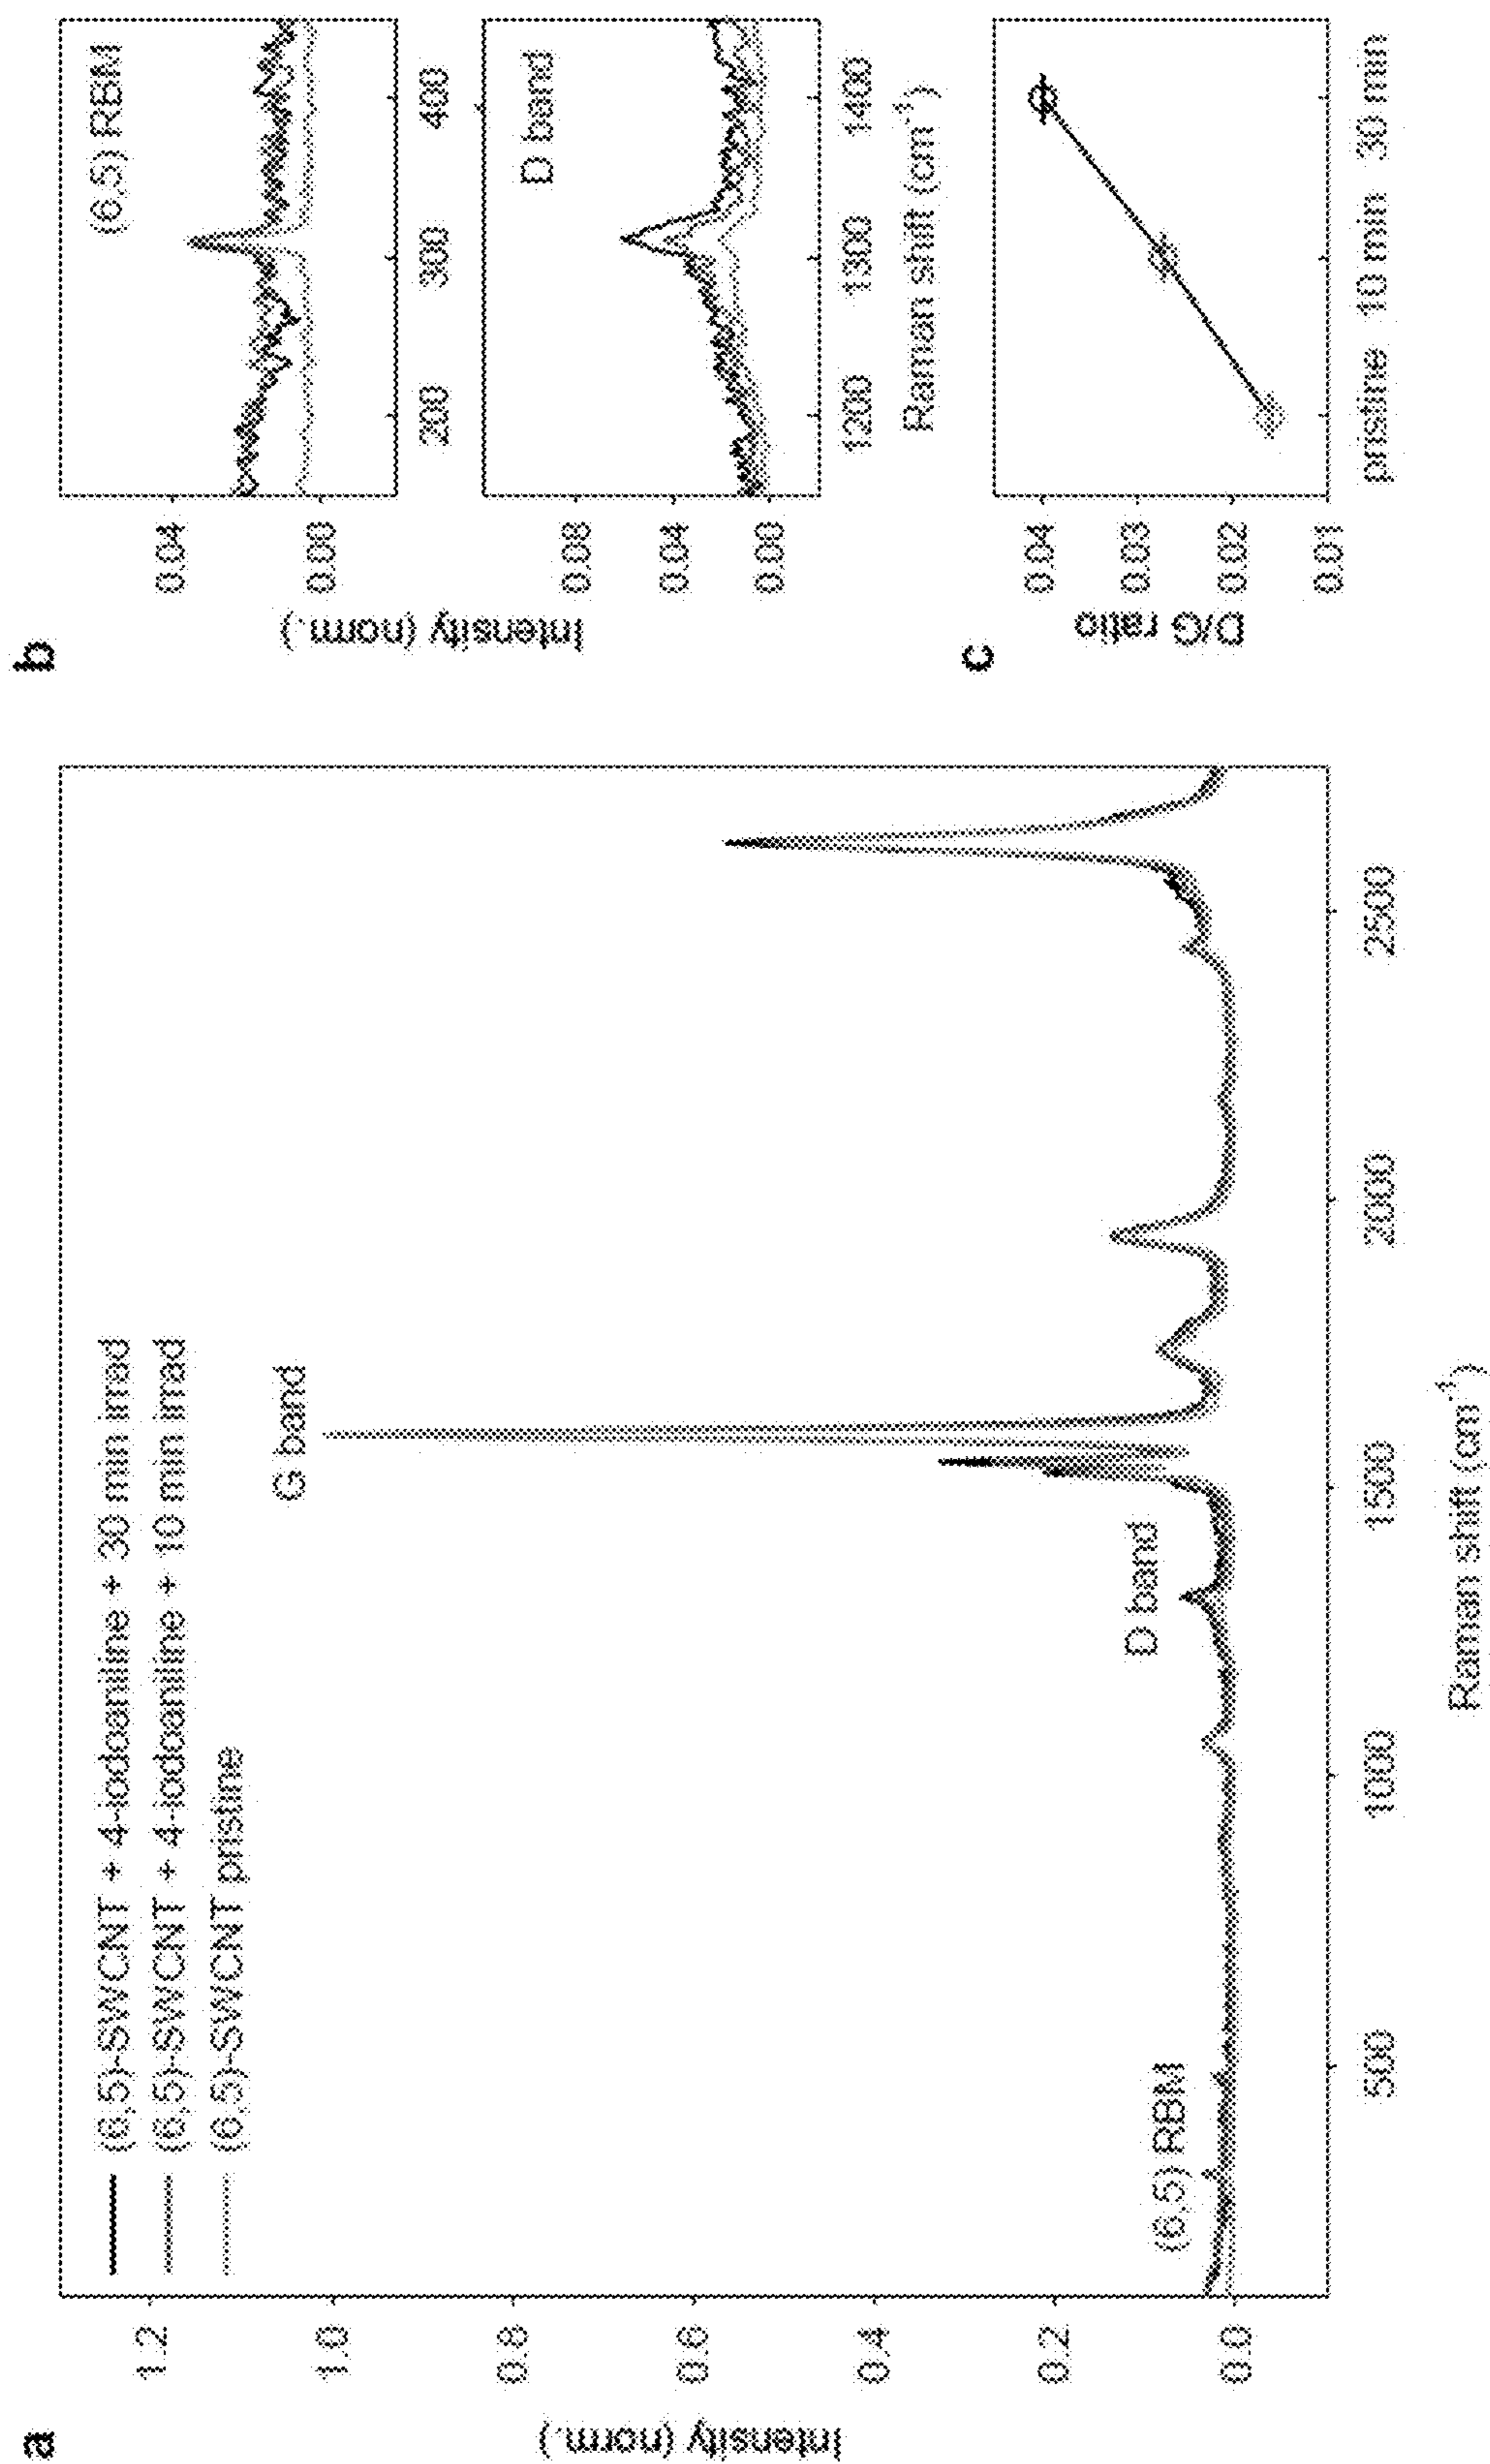 a
(6,5)-SWCNT + 4-iodoaniline + 30 min irrad
(6,5)-SWCNT + 4-iodoaniline + 10 min irrad
(6,5)-SWCNT pristine
G band
D band
(6,5) RBM
1.2
1.0
0.8
0.6
0.4
0.2
0.0
Intensity (norm.)
500
1000
1500
2000
2500
Raman shift (cm⁻¹)
b
(6,5) RBM
0.04
0.00
200
300
400
D band
0.08
0.04
0.00
Intensity (norm.)
1200
1300
1400
Raman shift (cm⁻¹)
c
0.04
0.03
0.02
0.01
D/G ratio
pristine
10 min
30 min